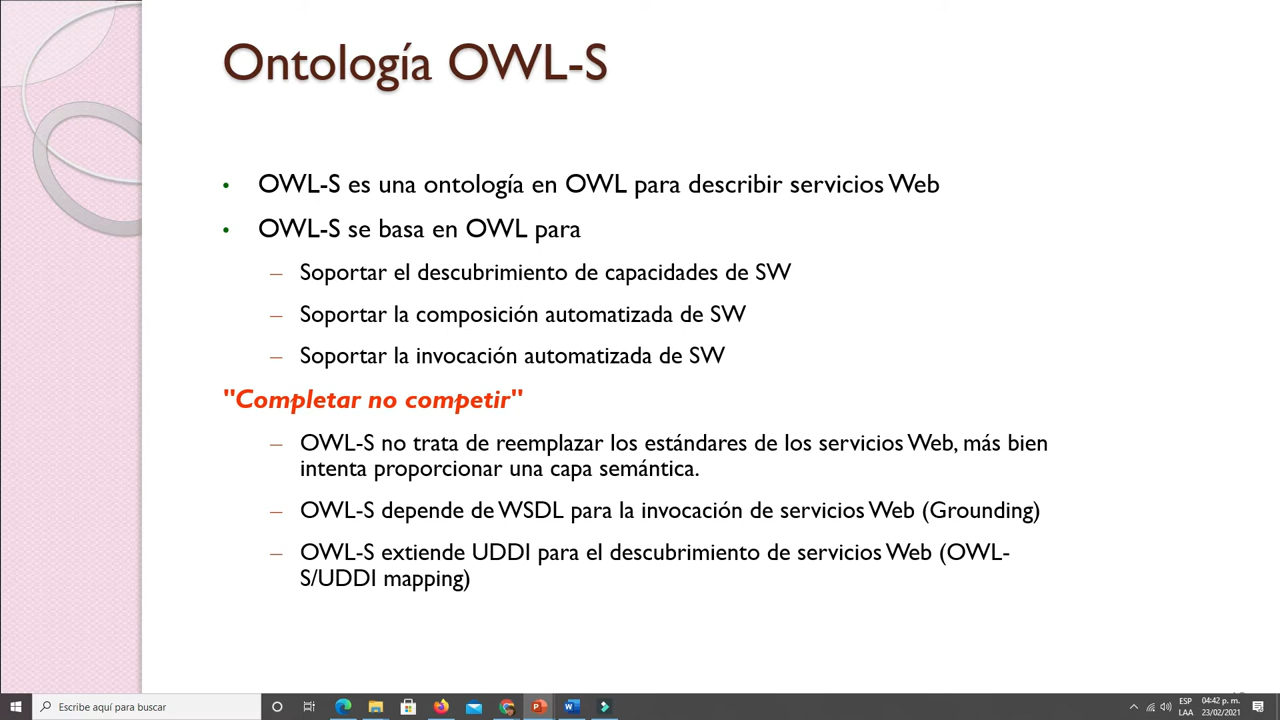 Ontología OWL-S
• OWL-S es una ontología en OWL para describir servicios Web
• OWL-S se basa en OWL para
– Soportar el descubrimiento de capacidades de SW
– Soportar la composición automatizada de SW
– Soportar la invocación automatizada de SW
"Completar no competir"
– OWL-S no trata de reemplazar los estándares de los servicios Web, más bien
intenta proporcionar una capa semántica.
– OWL-S depende de WSDL para la invocación de servicios Web (Grounding)
– OWL-S extiende UDDI para el descubrimiento de servicios Web (OWL-
S/UDDI mapping)
Escribe aquí para buscar
ESP 04:42 p. m.
LAA 23/02/2021